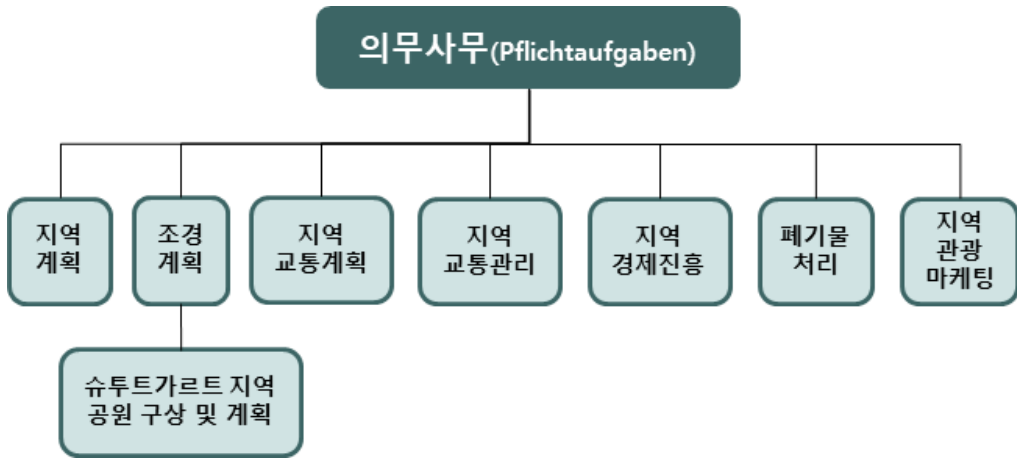 의무사무(Pflichtaufgaben)
지역
계획
조경
계획
지역
교통계획
지역
교통관리
지역
경제진흥
폐기물
처리
지역
관광
마케팅
슈투트가르트 지역
공원 구상 및 계획